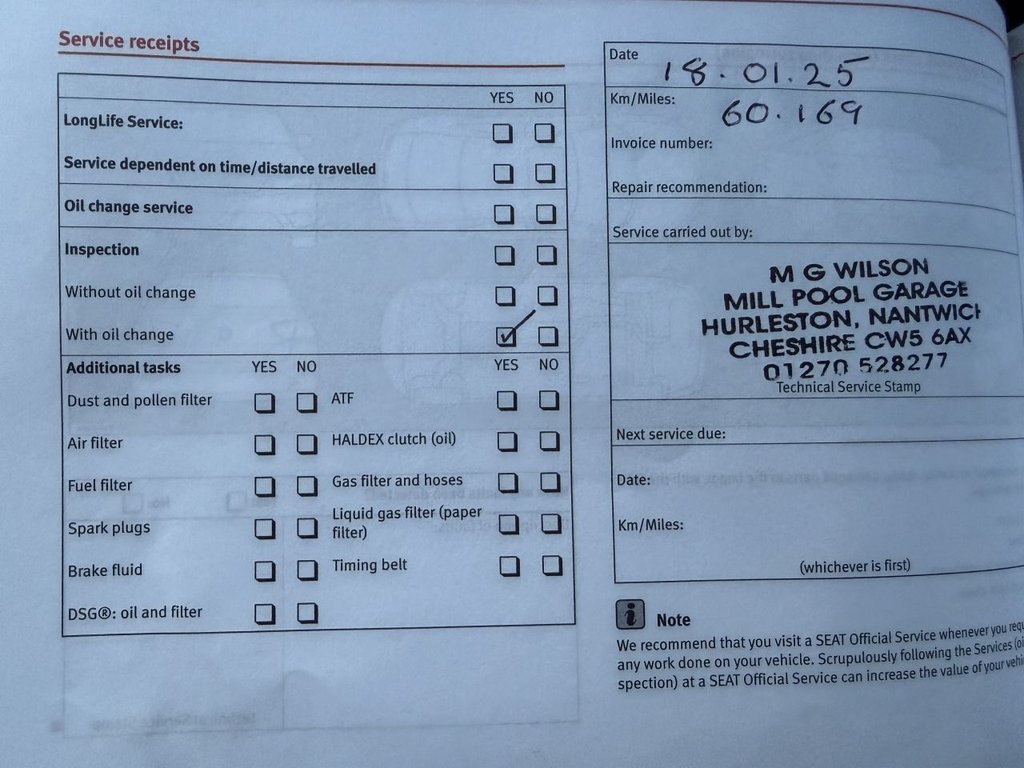 Service receipts
YES NO
LongLife Service:
Service dependent on time/distance travelled
Oil change service
Inspection
Without oil change
With oil change
Additional tasks YES NO YES NO
Dust and pollen filter
ATF
Air filter
HALDEX clutch (oil)
Fuel filter
Gas filter and hoses
Spark plugs
Liquid gas filter (paper
filter)
Brake fluid
Timing belt
DSG®: oil and filter
Date 18.01.25
Km/Miles: 60.169
Invoice number:
Repair recommendation:
Service carried out by:
M G WILSON
MILL POOL GARAGE
HURLESTON, NANTWICH
CHESHIRE CW5 6AX
01270 528277
Technical Service Stamp
Next service due:
Date:
Km/Miles:
(whichever is first)
i Note
We recommend that you visit a SEAT Official Service whenever you
any work done on your vehicle. Scrupulously following the Services
spection) at a SEAT Official Service can increase the value of your